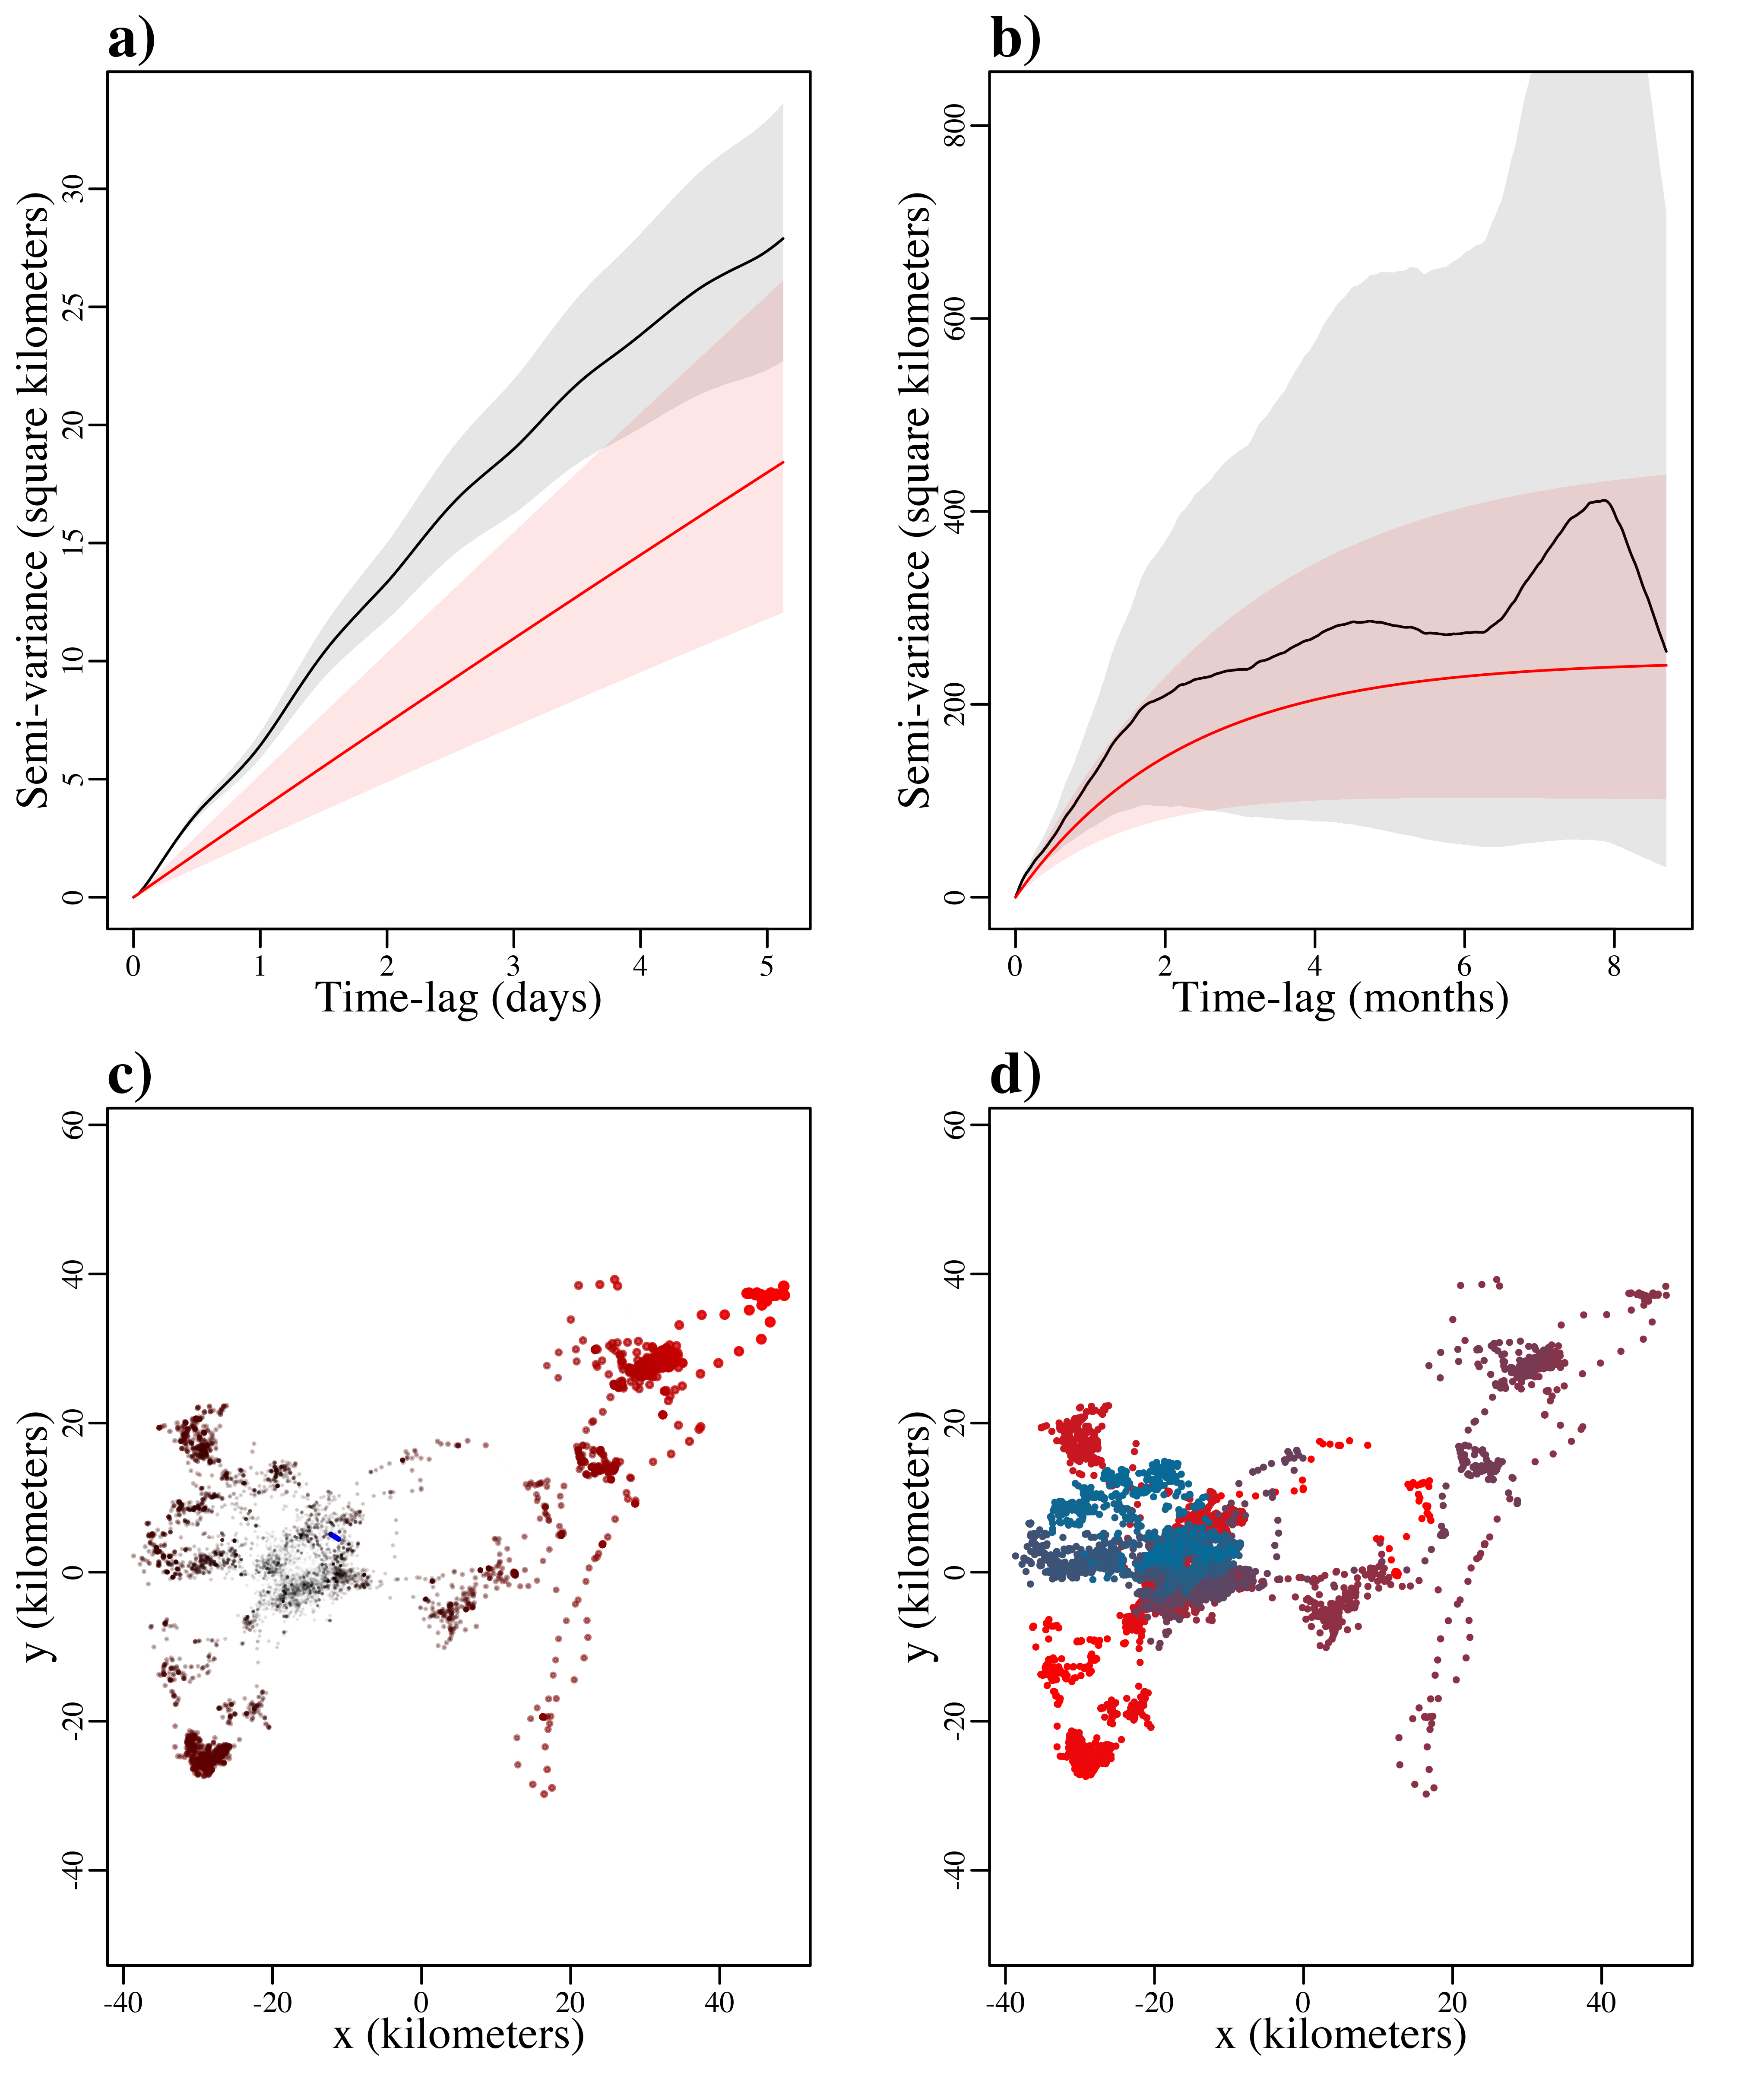 a)
Semi-variance (square kilometers)
0 5 10 15 20 25 30
0 1 2 3 4 5
Time-lag (days)
b)
Semi-variance (square kilometers)
0 200 400 600 800
0 2 4 6 8
Time-lag (months)
c)
y (kilometers)
-40 -20 0 20 40 60
-40 -20 0 20 40
x (kilometers)
d)
y (kilometers)
-40 -20 0 20 40 60
-40 -20 0 20 40
x (kilometers)